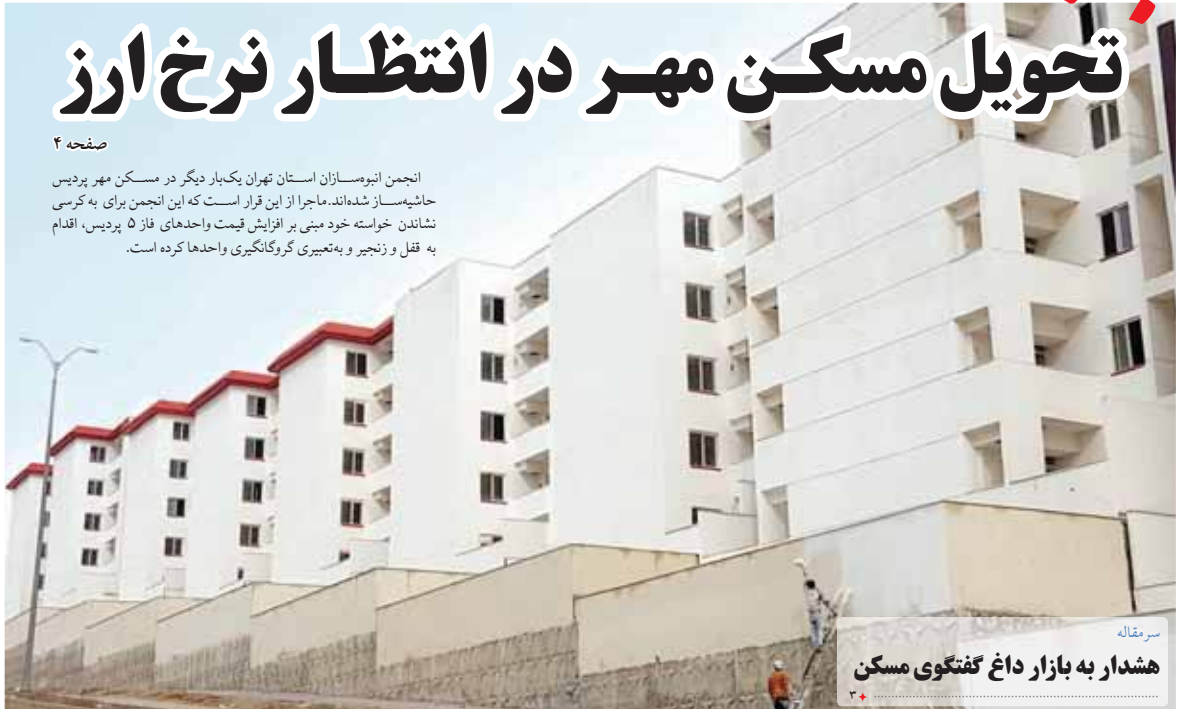 تحویل مسکن مهر در انتظار نرخ ارز
صفحه ۴
انجمن انبوه‌سازان استان تهران یک‌بار دیگر در مسکن مهر پردیس
حاشیه‌ساز شده‌اند.ماجرا از این قرار است که این انجمن برای به کرسی
نشاندن خواسته خود مبنی بر افزایش قیمت واحدهای فاز ۵ پردیس، اقدام
به قفل و زنجیر و به‌تعبیری گروگانگیری واحدها کرده است.
سرمقاله
هشدار به بازار داغ گفتگوی مسکن
۳